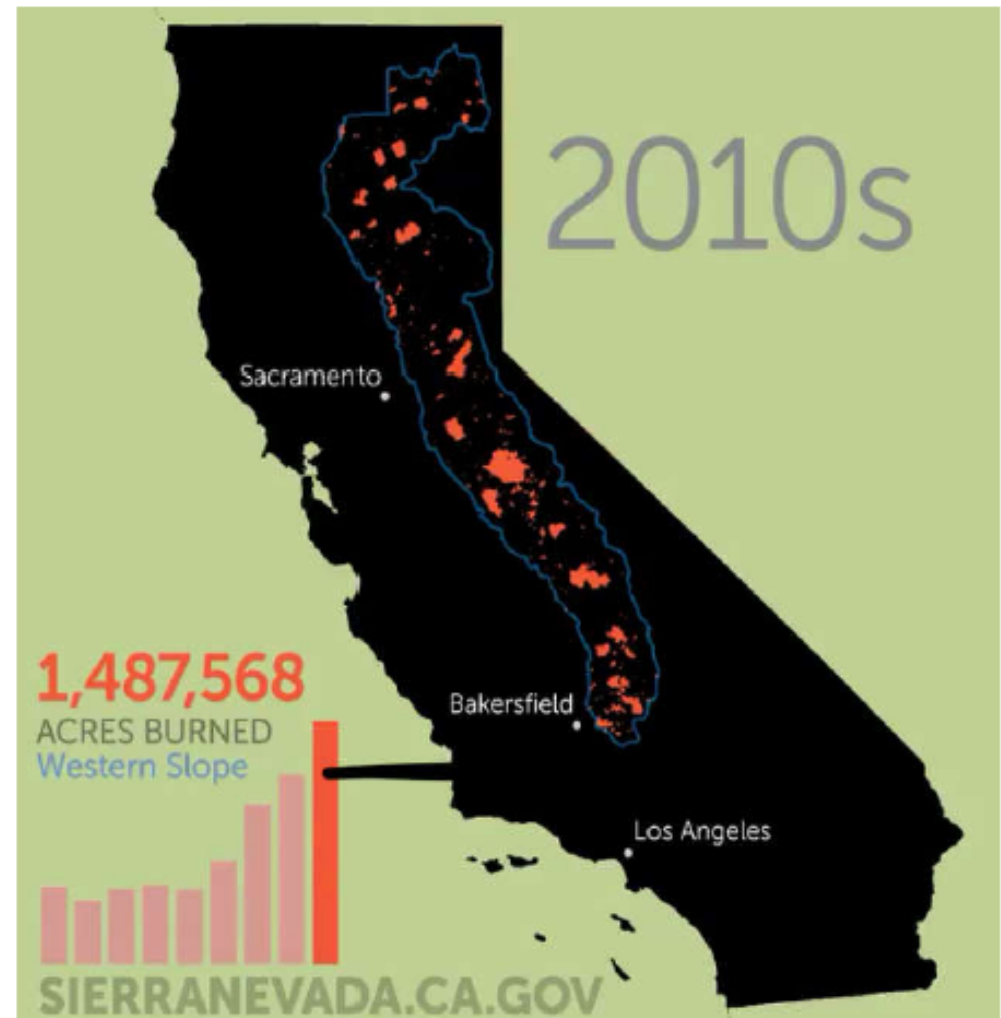 2010s
Sacramento
1,487,568
ACRES BURNED
Western Slope
Bakersfield
Los Angeles
SIERRANEVADA.CA.GOV